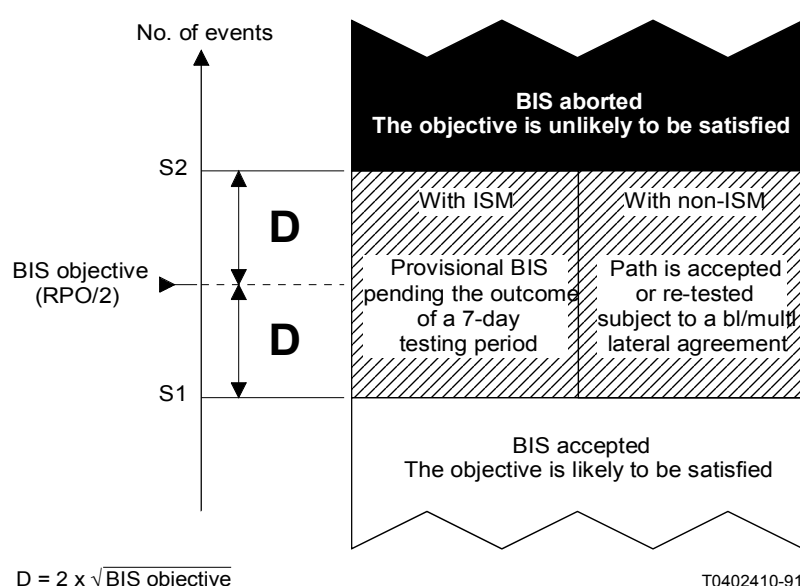 No. of events
BIS aborted
The objective is unlikely to be satisfied
S2
With ISM
With non-ISM
D
BIS objective
(RPO/2)
Provisional BIS
pending the outcome
of a 7-day
testing period
Path is accepted
or re-tested
subject to a bl/multl
lateral agreement
D
S1
BIS accepted
The objective is likely to be satisfied
D = 2 x √BIS objective
T0402410-91